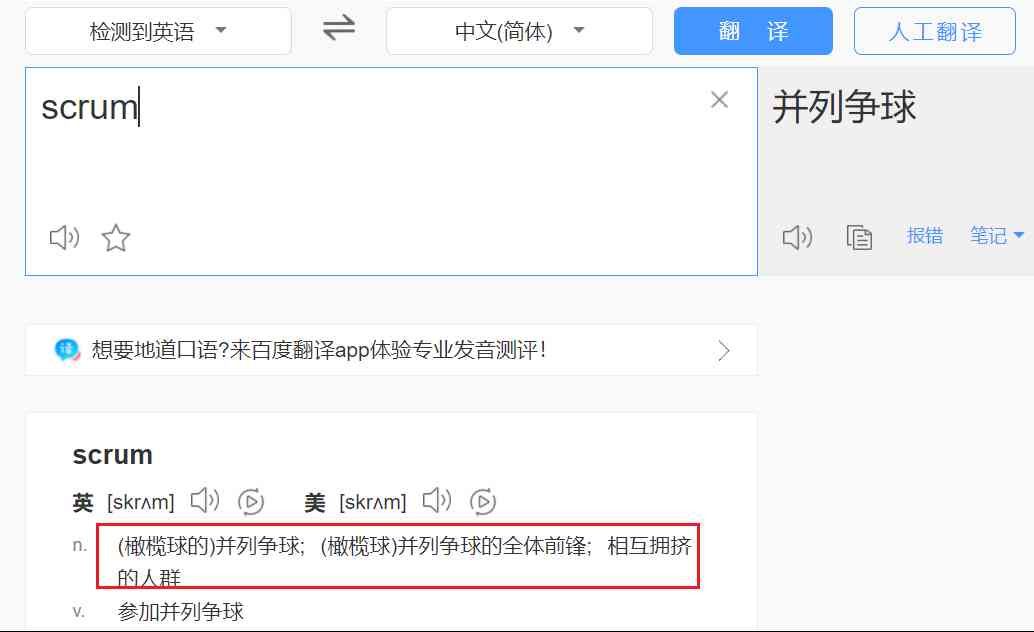 检测到英语 中文(简体) 翻 译 人工翻译
scrum
并列争球
报错 笔记
译 想要地道口语?来百度翻译app体验专业发音测评!
scrum
英 [skrʌm] 美 [skrʌm]
n. (橄榄球的)并列争球; (橄榄球)并列争球的全体前锋; 相互拥挤
的人群
v. 参加并列争球